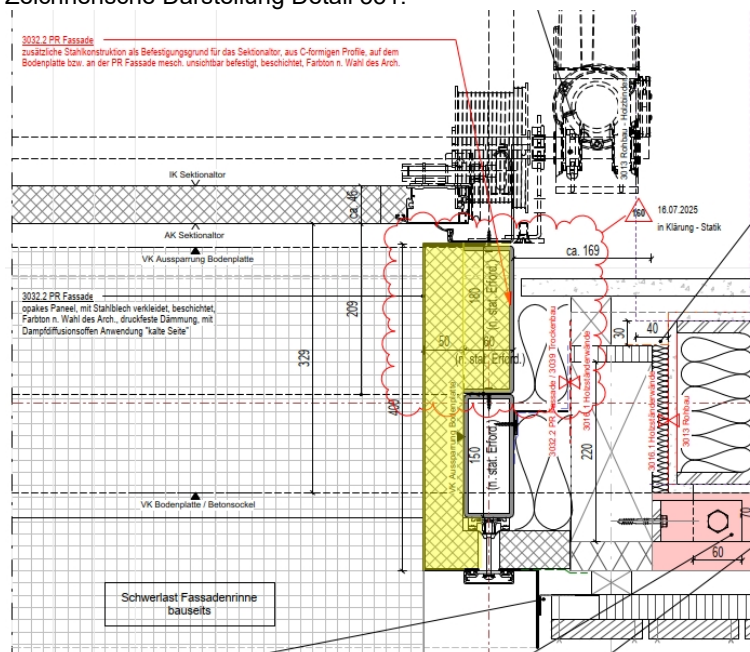 Zeichnerische Darstellung Detail 351:
3032.2 PR Fassade
zusätzliche Stahlkonstruktion als Befestigungsgrund für das Sektionaltor, aus C-formigen Profile, auf dem
Bodenplatte bzw. an der PR Fassade mesch. unsichtbar befestigt, beschichtet, Farbton n. Wahl des Arch.
3013 Rohbau - Holzbinder
IK Sektionaltor
ca. 46
AK Sektionaltor
160
16.07.2025
in Klärung - Statik
VK Aussparung Bodenplatte
ca. 169
3032.2 PR Fassade
opakes Paneel, mit Stahlblech verkleidet, beschichtet,
Farbton n. Wahl des Arch., druckfeste Dämmung, mit
Dampfdiffusionsoffen Anwendung "kalte Seite"
180
(n. stat. Erford.)
209
329
400
50
60
(n. stat. Erford.)
30
40
VK Aussparung Bodenplatte
3032.2 PR Fassade / 3039 Trockenbau
3016.1 Holzständerwände
3016.1 Holzständerwände
3013 Rohbau
150
(n. stat. Erford.)
220
VK Bodenplatte / Betonsockel
70
60
Schwerlast Fassadenrinne
bauseits